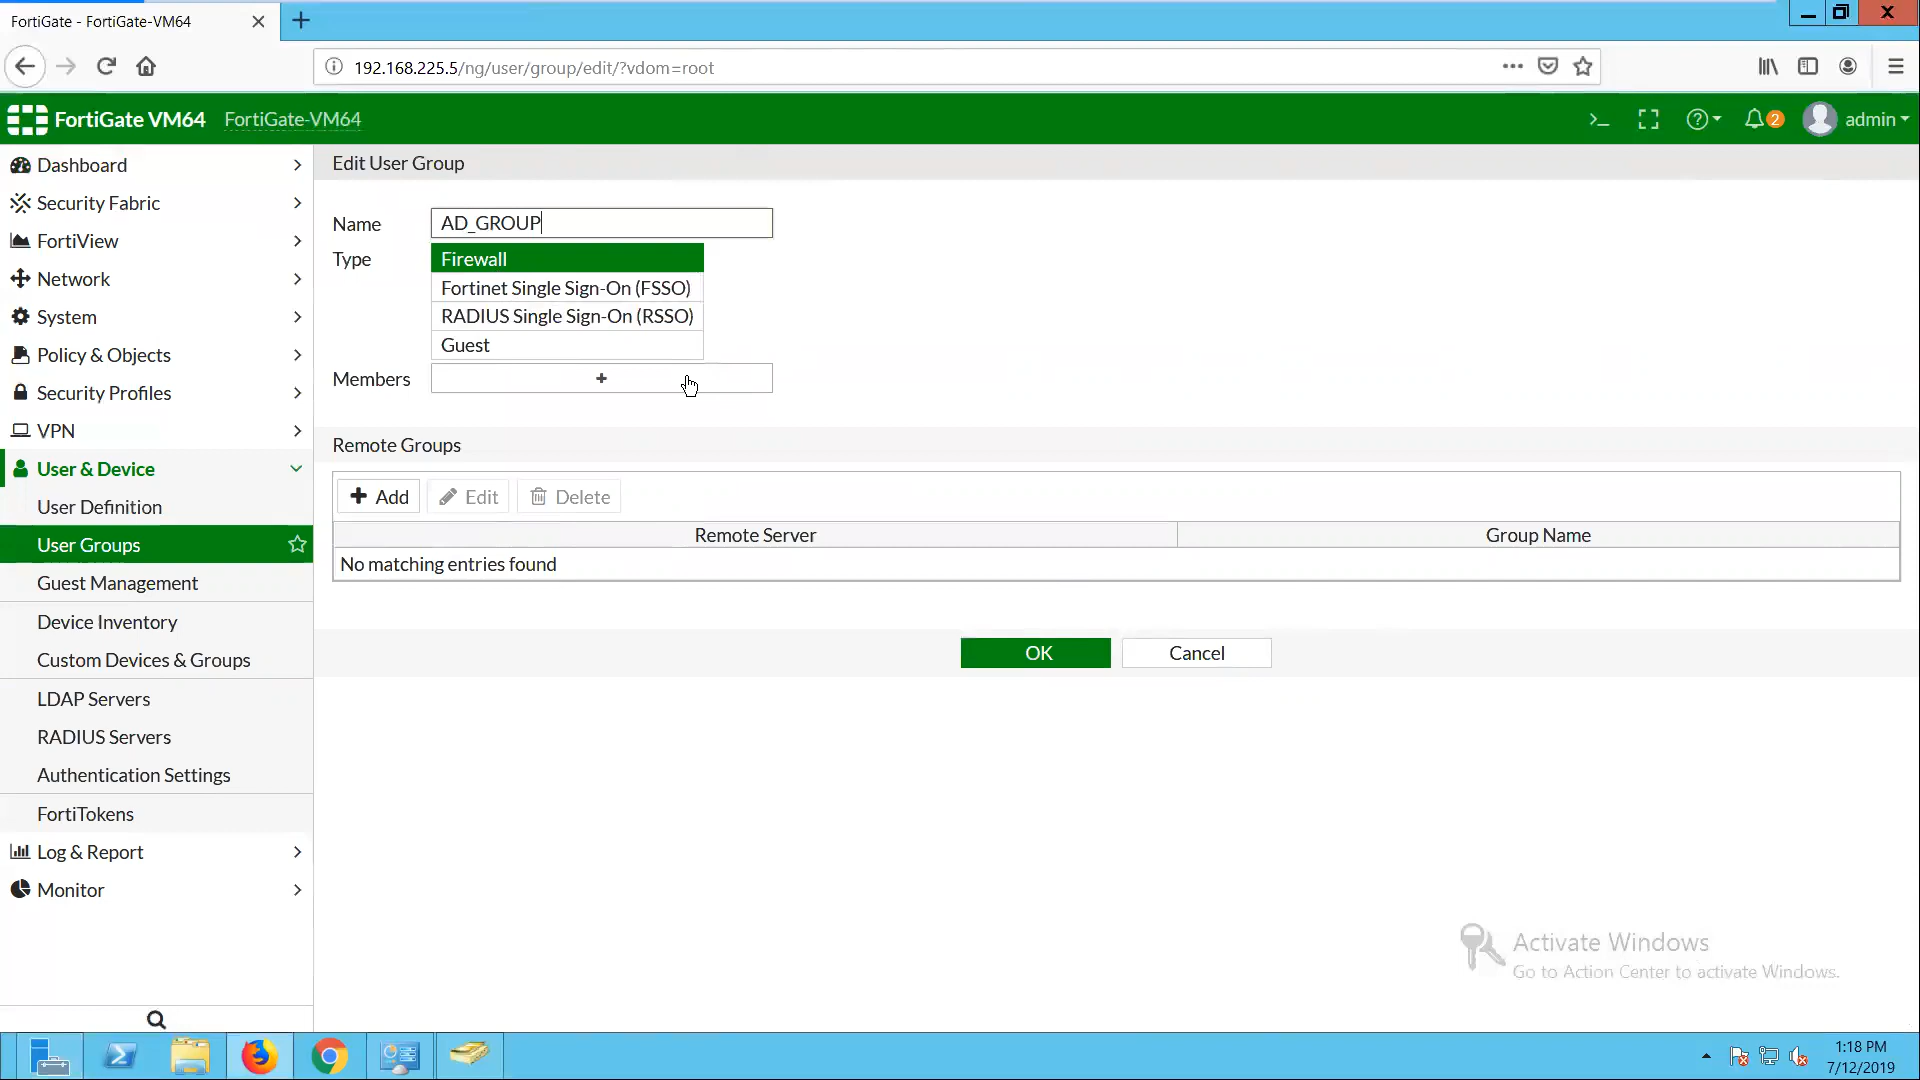 FortiGate - FortiGate-VM64
192.168.225.5/ng/user/group/edit/?vdom=root
FortiGate VM64 FortiGate-VM64
2 admin
Dashboard
Security Fabric
FortiView
Network
System
Policy & Objects
Security Profiles
VPN
User & Device
User Definition
User Groups
Guest Management
Device Inventory
Custom Devices & Groups
LDAP Servers
RADIUS Servers
Authentication Settings
FortiTokens
Log & Report
Monitor
Edit User Group
Name AD_GROUP
Type Firewall
Fortinet Single Sign-On (FSSO)
RADIUS Single Sign-On (RSSO)
Guest
Members +
Remote Groups
+ Add Edit Delete
Remote Server Group Name
No matching entries found
OK Cancel
Activate Windows
Go to Action Center to activate Windows.
1:18 PM
7/12/2019